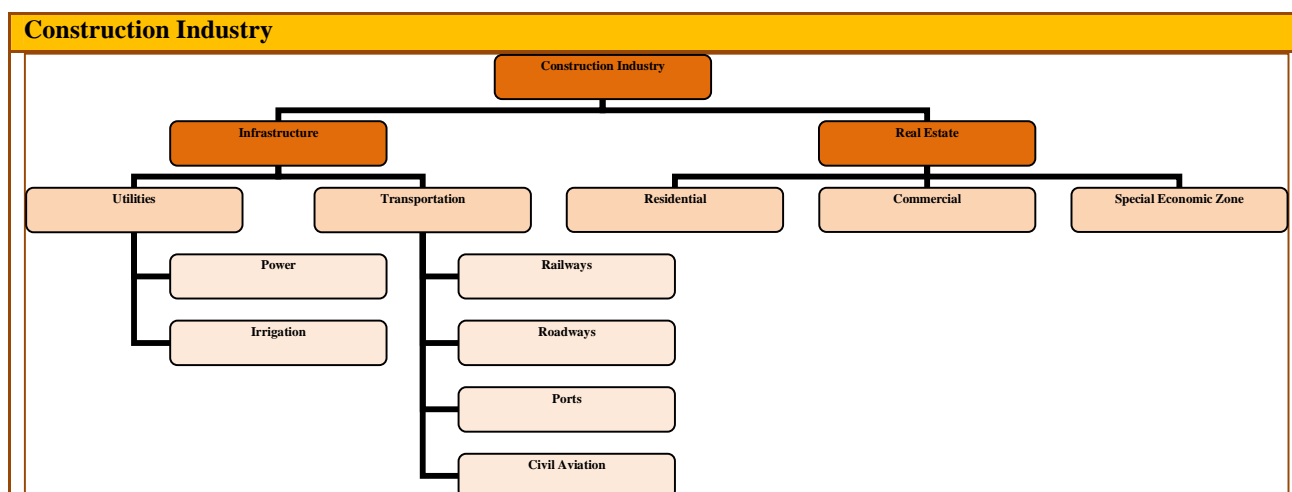 Construction Industry
Construction Industry
Infrastructure
Real Estate
Utilities
Transportation
Residential
Commercial
Special Economic Zone
Power
Railways
Irrigation
Roadways
Ports
Civil Aviation